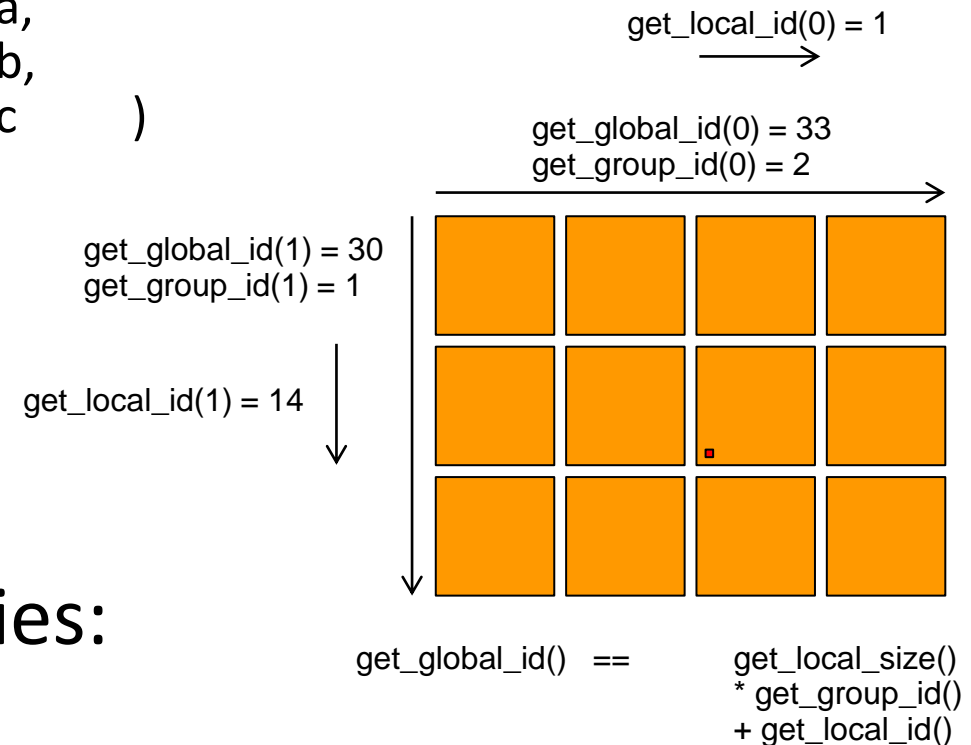 a,
b,
c )
get_local_id(0) = 1
get_global_id(0) = 33
get_group_id(0) = 2
get_global_id(1) = 30
get_group_id(1) = 1
get_local_id(1) = 14
ies:
get_global_id() == get_local_size()
* get_group_id()
+ get_local_id()